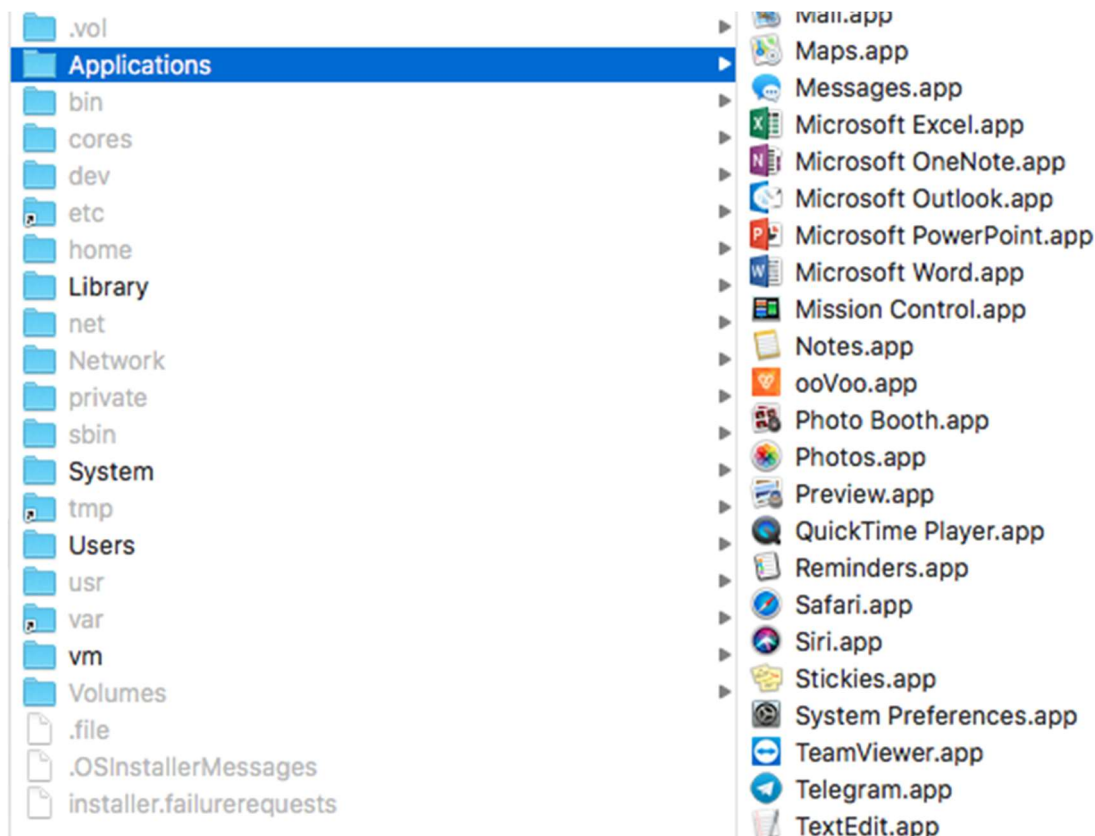 .vol
Applications
bin
cores
dev
etc
home
Library
net
Network
private
sbin
System
tmp
Users
usr
var
vm
Volumes
.file
.OSInstallerMessages
installer.failurerequests
Mail.app
Maps.app
Messages.app
Microsoft Excel.app
Microsoft OneNote.app
Microsoft Outlook.app
Microsoft PowerPoint.app
Microsoft Word.app
Mission Control.app
Notes.app
ooVoo.app
Photo Booth.app
Photos.app
Preview.app
QuickTime Player.app
Reminders.app
Safari.app
Siri.app
Stickies.app
System Preferences.app
TeamViewer.app
Telegram.app
TextEdit.app